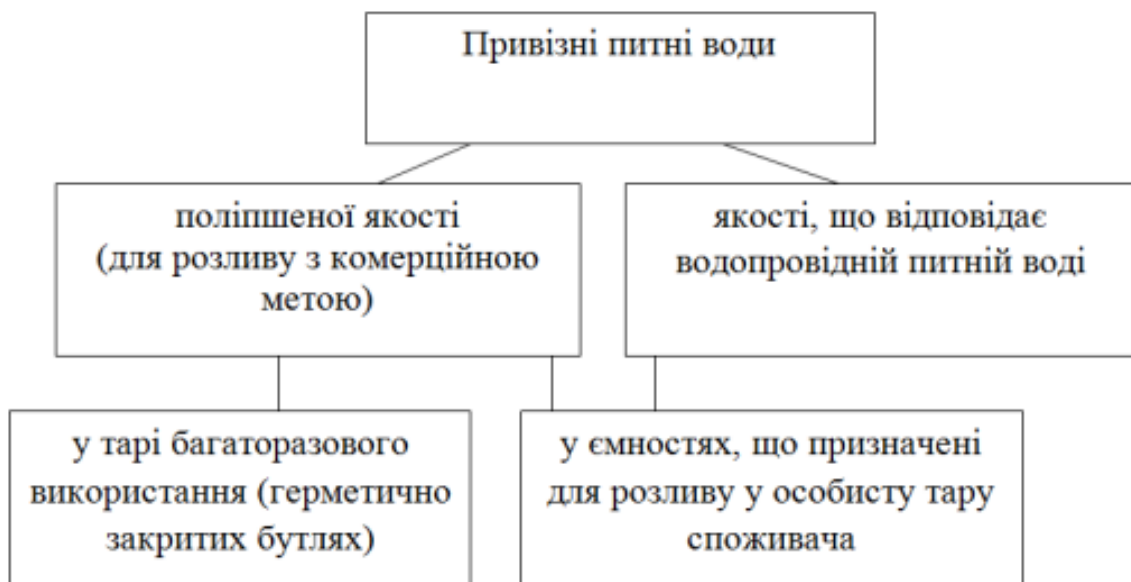 Привізні питні води
поліпшеної якості
(для розливу з комерційною
метою)
якості, що відповідає
водопровідній питній воді
у тарі багаторазового
використання (герметично
закритих бутлях)
у ємностях, що призначені
для розливу у особисту тару
споживача